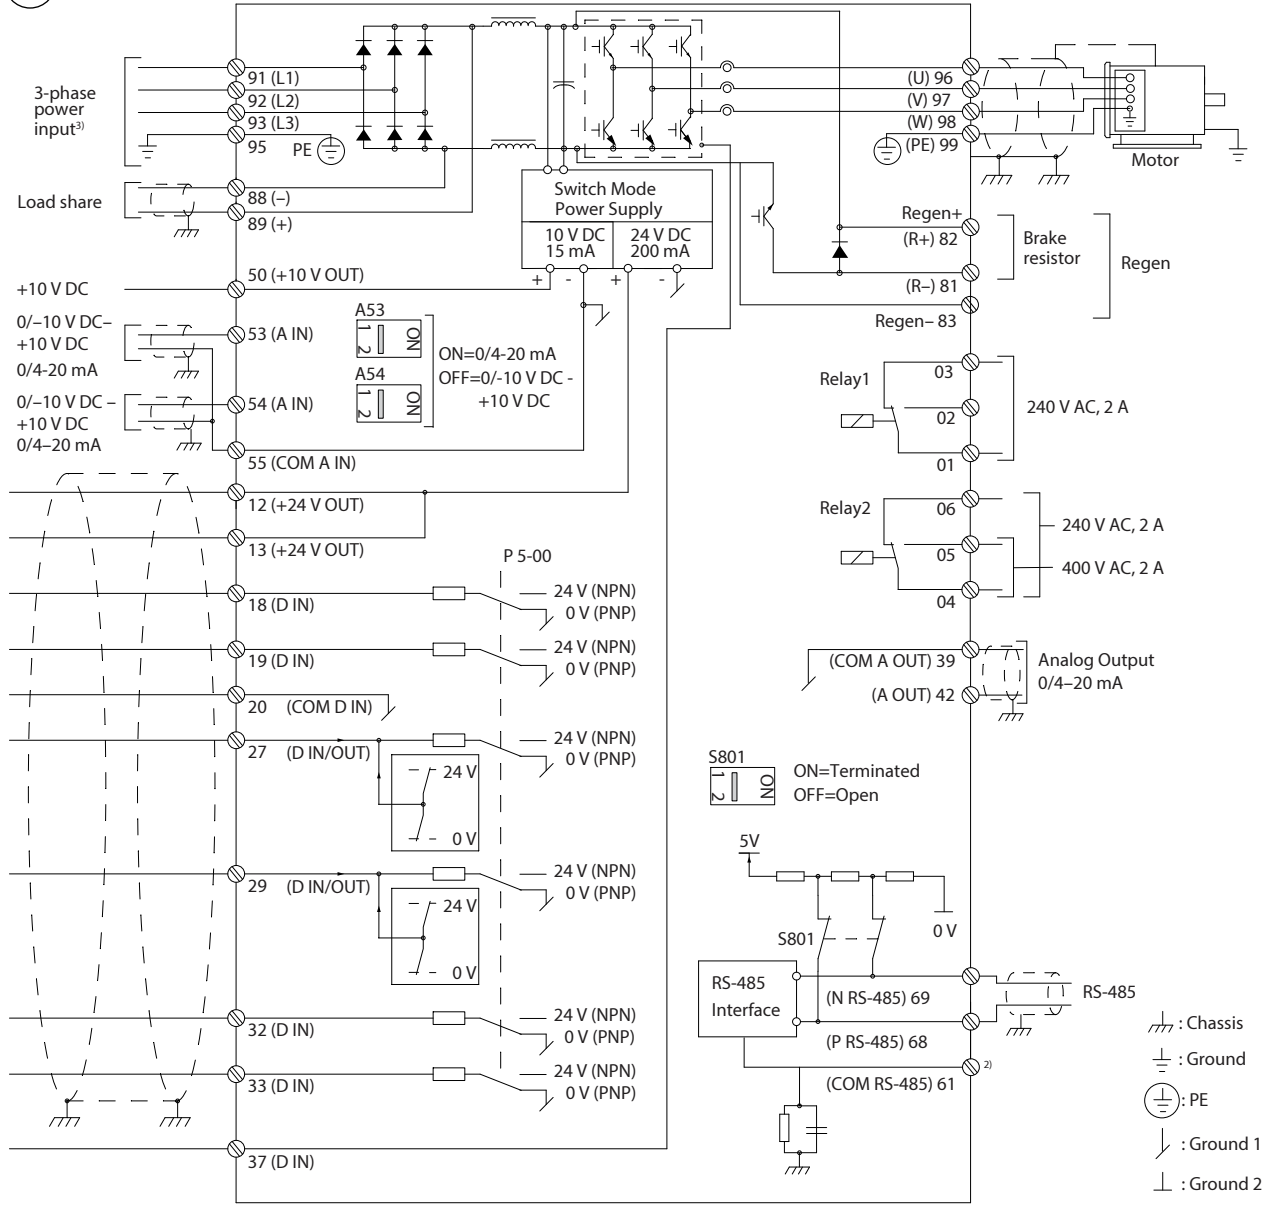 3-phase
power
input3)
91 (L1)
92 (L2)
93 (L3)
95
PE
Load share
88 (–)
89 (+)
+10 V DC
50 (+10 V OUT)
0/–10 V DC–
+10 V DC
0/4-20 mA
53 (A IN)
0/–10 V DC –
+10 V DC
0/4–20 mA
54 (A IN)
55 (COM A IN)
12 (+24 V OUT)
13 (+24 V OUT)
18 (D IN)
19 (D IN)
20 (COM D IN)
27 (D IN/OUT)
24 V
0 V
29 (D IN/OUT)
24 V
0 V
32 (D IN)
33 (D IN)
37 (D IN)
Switch Mode
Power Supply
10 V DC
15 mA
24 V DC
200 mA
+ - + -
A53
1 2 ON
A54
1 2 ON
ON=0/4-20 mA
OFF=0/-10 V DC -
+10 V DC
P 5-00
24 V (NPN)
0 V (PNP)
24 V (NPN)
0 V (PNP)
24 V (NPN)
0 V (PNP)
24 V (NPN)
0 V (PNP)
24 V (NPN)
0 V (PNP)
24 V (NPN)
0 V (PNP)
(U) 96
(V) 97
(W) 98
(PE) 99
Motor
Regen+
(R+) 82
Brake
resistor
Regen
(R–) 81
Regen– 83
Relay1
03
02
01
240 V AC, 2 A
Relay2
06
05
04
240 V AC, 2 A
400 V AC, 2 A
(COM A OUT) 39
(A OUT) 42
Analog Output
0/4–20 mA
S801
1 2 ON
ON=Terminated
OFF=Open
5V
0 V
S801
RS-485
Interface
(N RS-485) 69
(P RS-485) 68
(COM RS-485) 61
2)
RS-485
: Chassis
: Ground
: PE
: Ground 1
: Ground 2